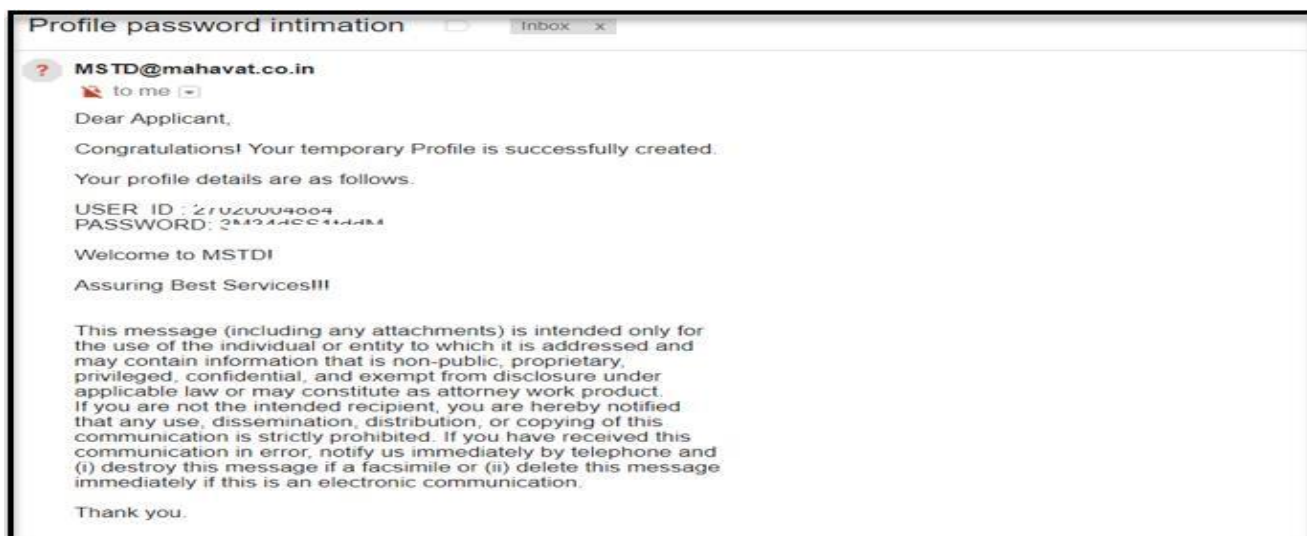 Profile password intimation
Inbox x
? MSTD@mahavat.co.in
to me
Dear Applicant,
Congratulations! Your temporary Profile is successfully created.
Your profile details are as follows.
USER_ID :
PASSWORD:
Welcome to MSTD!
Assuring Best Services!!!
This message (including any attachments) is intended only for
the use of the individual or entity to which it is addressed and
may contain information that is non-public, proprietary,
privileged, confidential, and exempt from disclosure under
applicable law or may constitute as attorney work product.
If you are not the intended recipient, you are hereby notified
that any use, dissemination, distribution, or copying of this
communication is strictly prohibited. If you have received this
communication in error, notify us immediately by telephone and
(i) destroy this message if a facsimile or (ii) delete this message
immediately if this is an electronic communication.
Thank you.